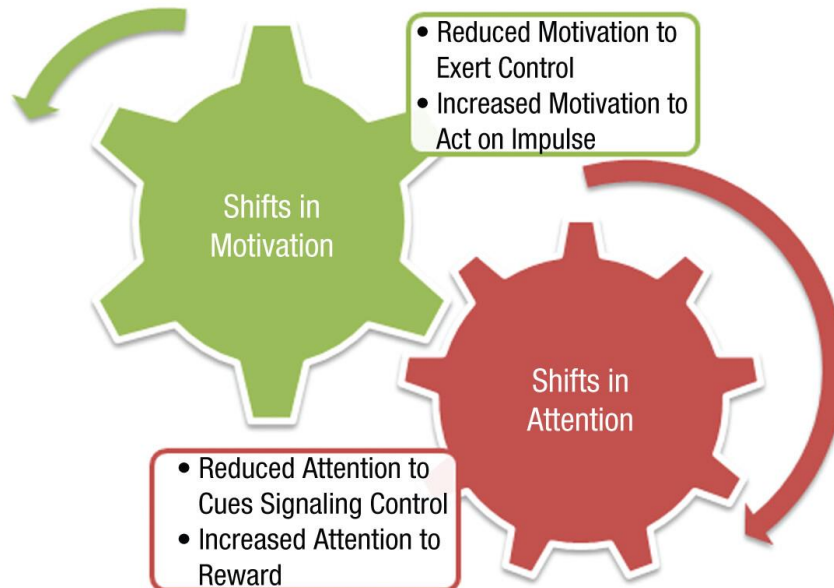 • Reduced Motivation to
Exert Control
• Increased Motivation to
Act on Impulse
Shifts in
Motivation
Shifts in
Attention
• Reduced Attention to
Cues Signaling Control
• Increased Attention to
Reward